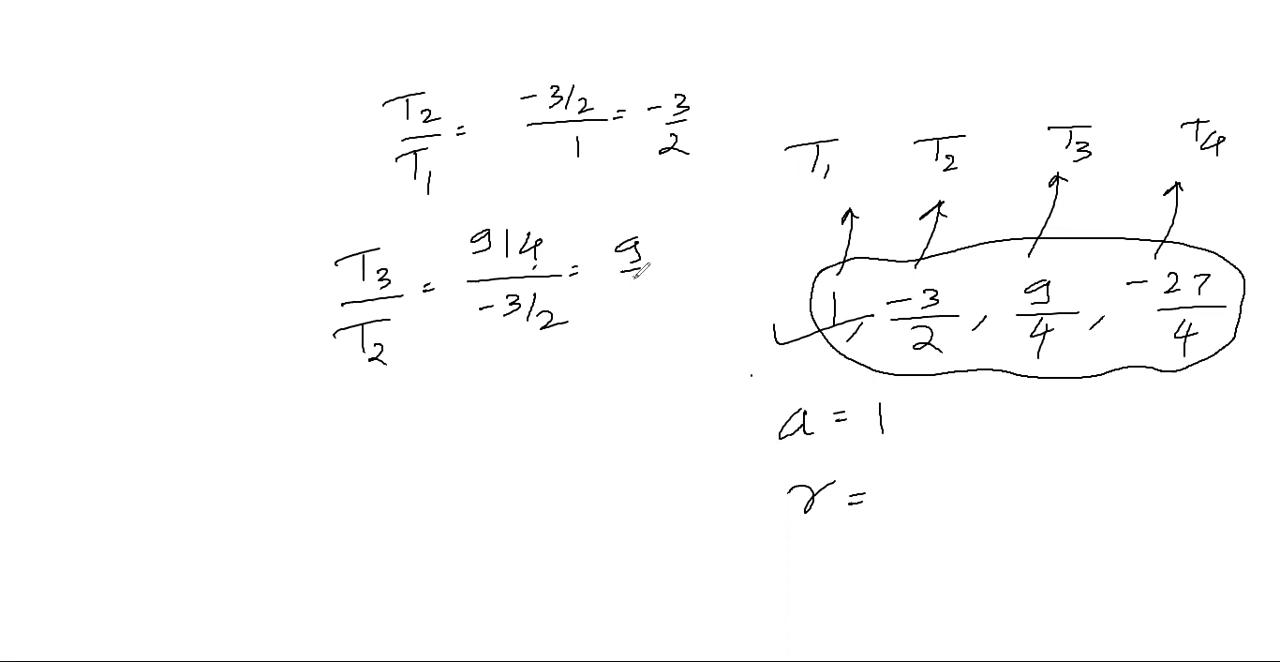 T2/T1 = -3/2 / 1 = -3/2
T3/T2 = 9/4 / -3/2 = 9
T1 T2 T3 T4
1, -3/2, 9/4, -27/4
a = 1
r =